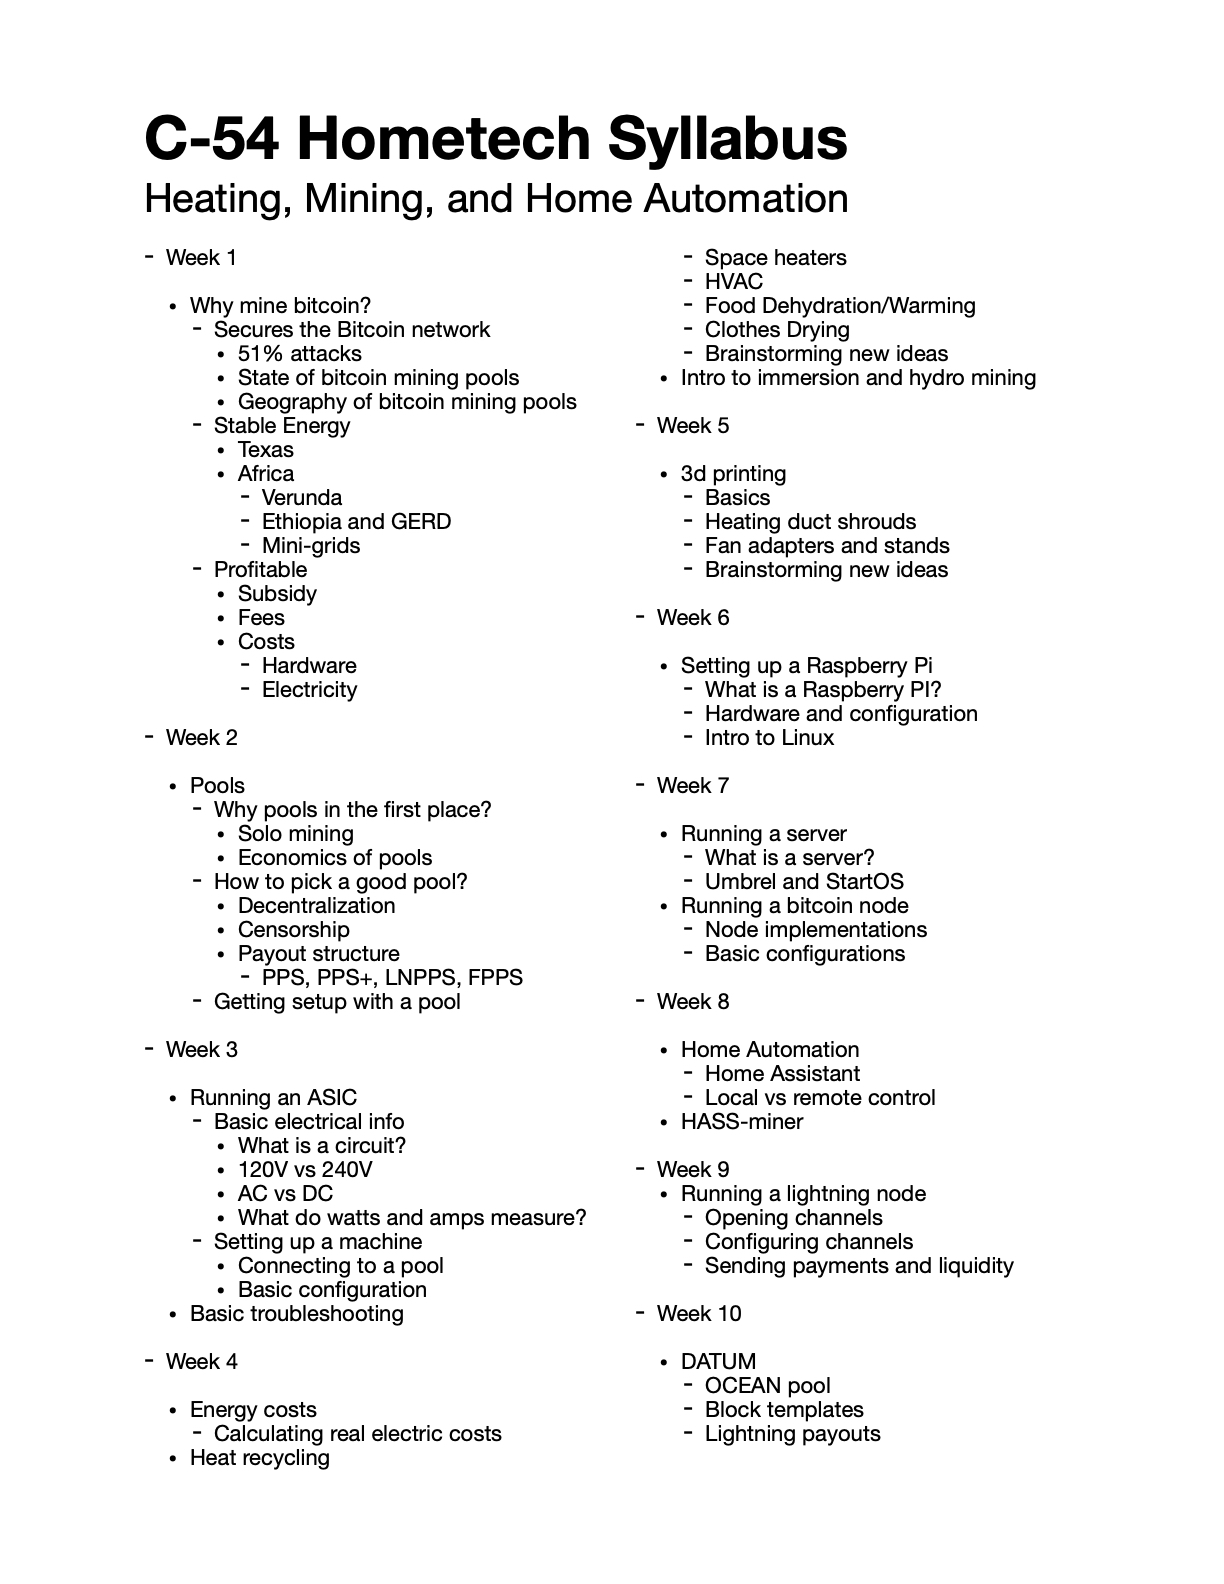 C-54 Hometech Syllabus
Heating, Mining, and Home Automation
- Week 1
• Why mine bitcoin?
- Secures the Bitcoin network
• 51% attacks
• State of bitcoin mining pools
• Geography of bitcoin mining pools
- Stable Energy
• Texas
• Africa
- Verunda
- Ethiopia and GERD
- Mini-grids
- Profitable
• Subsidy
• Fees
• Costs
- Hardware
- Electricity
- Week 2
• Pools
- Why pools in the first place?
• Solo mining
• Economics of pools
- How to pick a good pool?
• Decentralization
• Censorship
• Payout structure
- PPS, PPS+, LNPPS, FPPS
- Getting setup with a pool
- Week 3
• Running an ASIC
- Basic electrical info
• What is a circuit?
• 120V vs 240V
• AC vs DC
• What do watts and amps measure?
- Setting up a machine
• Connecting to a pool
• Basic configuration
• Basic troubleshooting
- Week 4
• Energy costs
- Calculating real electric costs
• Heat recycling
- Space heaters
- HVAC
- Food Dehydration/Warming
- Clothes Drying
- Brainstorming new ideas
• Intro to immersion and hydro mining
- Week 5
• 3d printing
- Basics
- Heating duct shrouds
- Fan adapters and stands
- Brainstorming new ideas
- Week 6
• Setting up a Raspberry Pi
- What is a Raspberry PI?
- Hardware and configuration
- Intro to Linux
- Week 7
• Running a server
- What is a server?
- Umbrel and StartOS
• Running a bitcoin node
- Node implementations
- Basic configurations
- Week 8
• Home Automation
- Home Assistant
- Local vs remote control
• HASS-miner
- Week 9
• Running a lightning node
- Opening channels
- Configuring channels
- Sending payments and liquidity
- Week 10
• DATUM
- OCEAN pool
- Block templates
- Lightning payouts